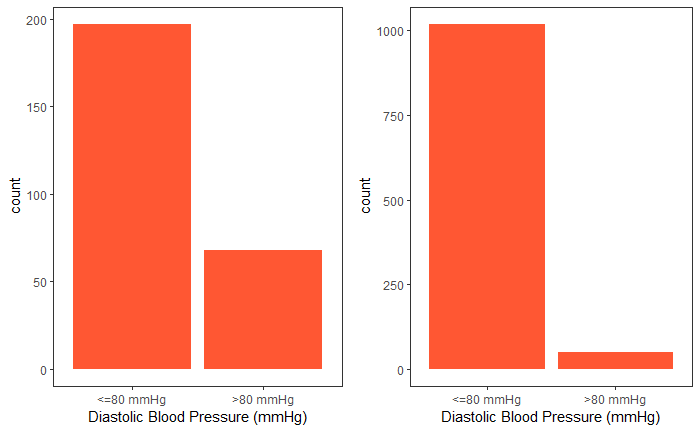 200
150
100
50
0
count
<=80 mmHg
>80 mmHg
Diastolic Blood Pressure (mmHg)
1000
750
500
250
0
count
<=80 mmHg
>80 mmHg
Diastolic Blood Pressure (mmHg)